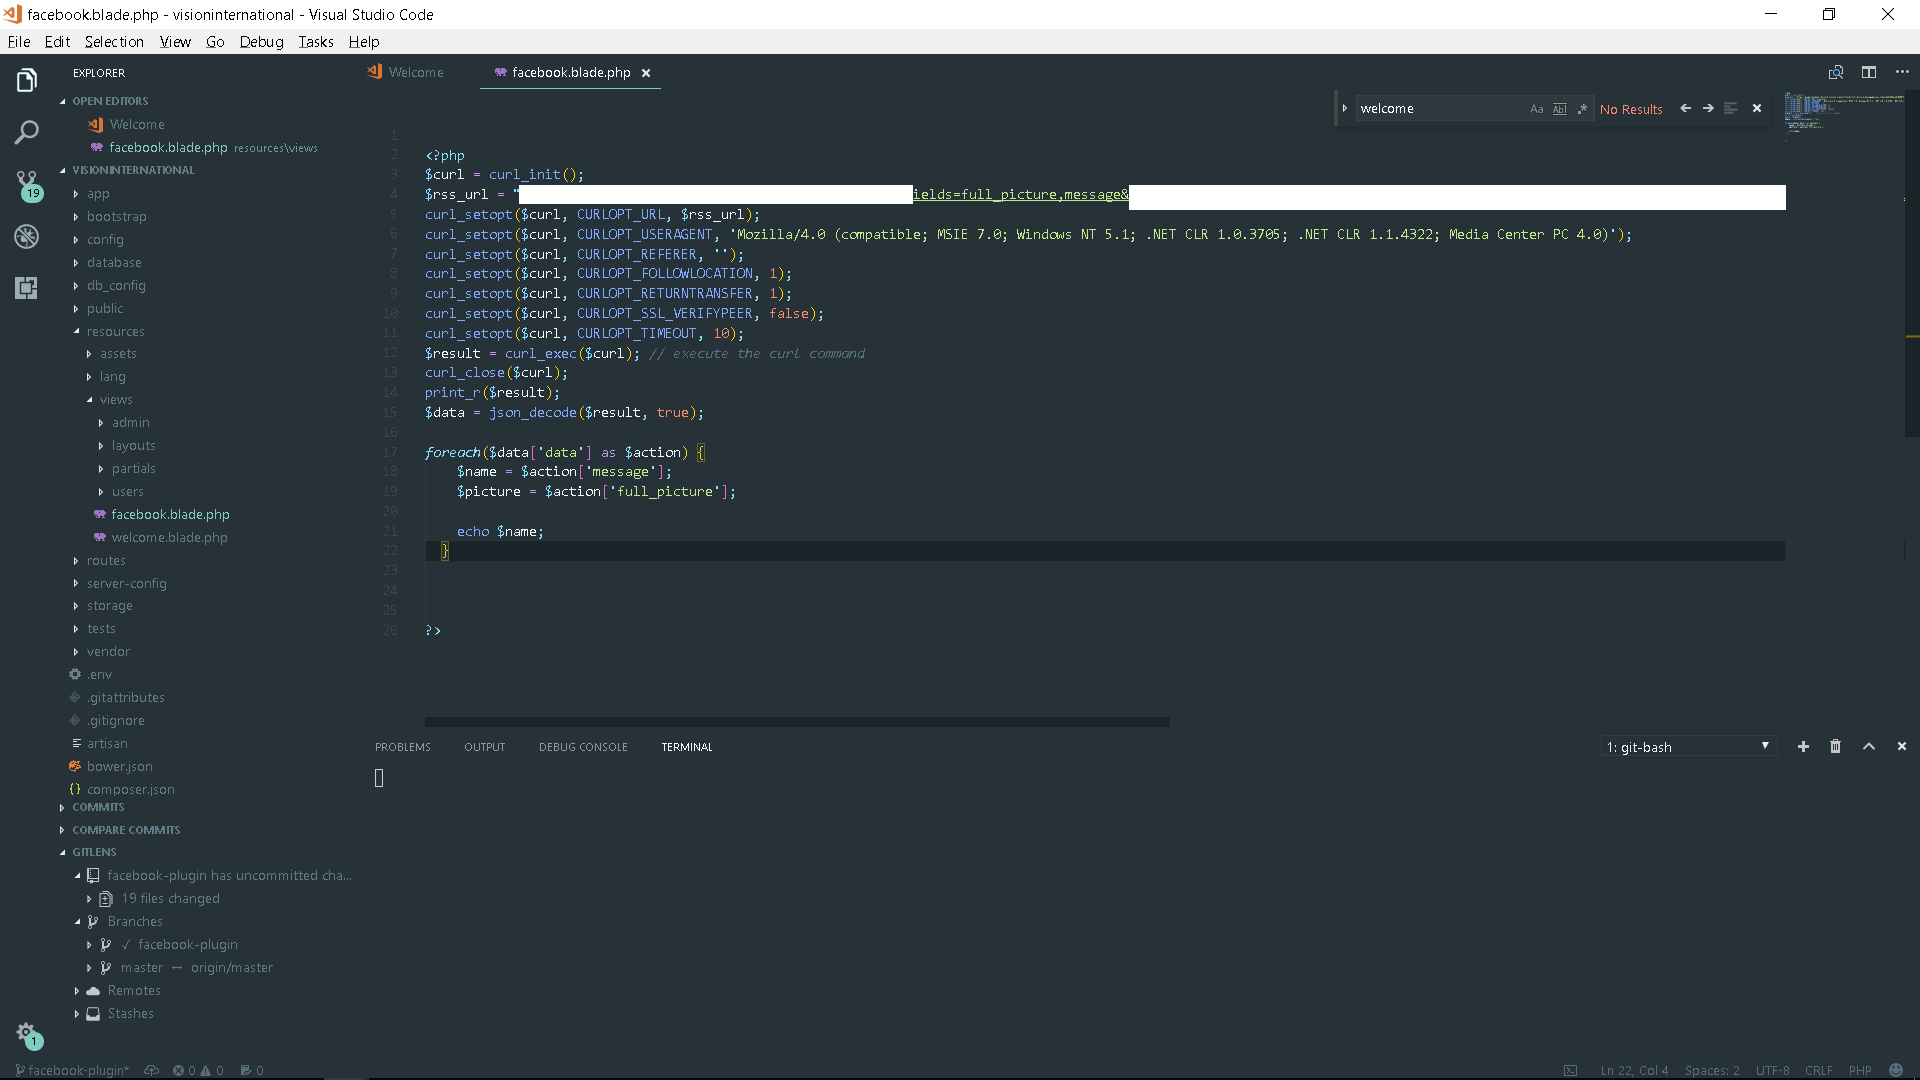 facebook.blade.php - visioninternational - Visual Studio Code
File Edit Selection View Go Debug Tasks Help
EXPLORER
OPEN EDITORS
Welcome
facebook.blade.php resources\views
VISIONINTERNATIONAL
app
bootstrap
config
database
db_config
public
resources
assets
lang
views
admin
layouts
partials
users
facebook.blade.php
welcome.blade.php
routes
server-config
storage
tests
vendor
.env
.gitattributes
.gitignore
artisan
bower.json
{} composer.json
COMMITS
COMPARE COMMITS
GITLENS
facebook-plugin has uncommitted cha...
19 files changed
Branches
✓ facebook-plugin
master ↔ origin/master
Remotes
Stashes
19
1
Welcome
facebook.blade.php ×
welcome Aa Abl .* No Results
1
2 <?php
3 $curl = curl_init();
4 $rss_url = "ields=full_picture,message&
5 curl_setopt($curl, CURLOPT_URL, $rss_url);
6 curl_setopt($curl, CURLOPT_USERAGENT, 'Mozilla/4.0 (compatible; MSIE 7.0; Windows NT 5.1; .NET CLR 1.0.3705; .NET CLR 1.1.4322; Media Center PC 4.0)');
7 curl_setopt($curl, CURLOPT_REFERER, '');
8 curl_setopt($curl, CURLOPT_FOLLOWLOCATION, 1);
9 curl_setopt($curl, CURLOPT_RETURNTRANSFER, 1);
10 curl_setopt($curl, CURLOPT_SSL_VERIFYPEER, false);
11 curl_setopt($curl, CURLOPT_TIMEOUT, 10);
12 $result = curl_exec($curl); // execute the curl command
13 curl_close($curl);
14 print_r($result);
15 $data = json_decode($result, true);
16
17 foreach($data['data'] as $action) {
18 $name = $action['message'];
19 $picture = $action['full_picture'];
20
21 echo $name;
22 }
23
24
25
26 ?>
PROBLEMS OUTPUT DEBUG CONSOLE TERMINAL
1: git-bash
facebook-plugin* 0 0 0
Ln 22, Col 4 Spaces: 2 UTF-8 CRLF PHP